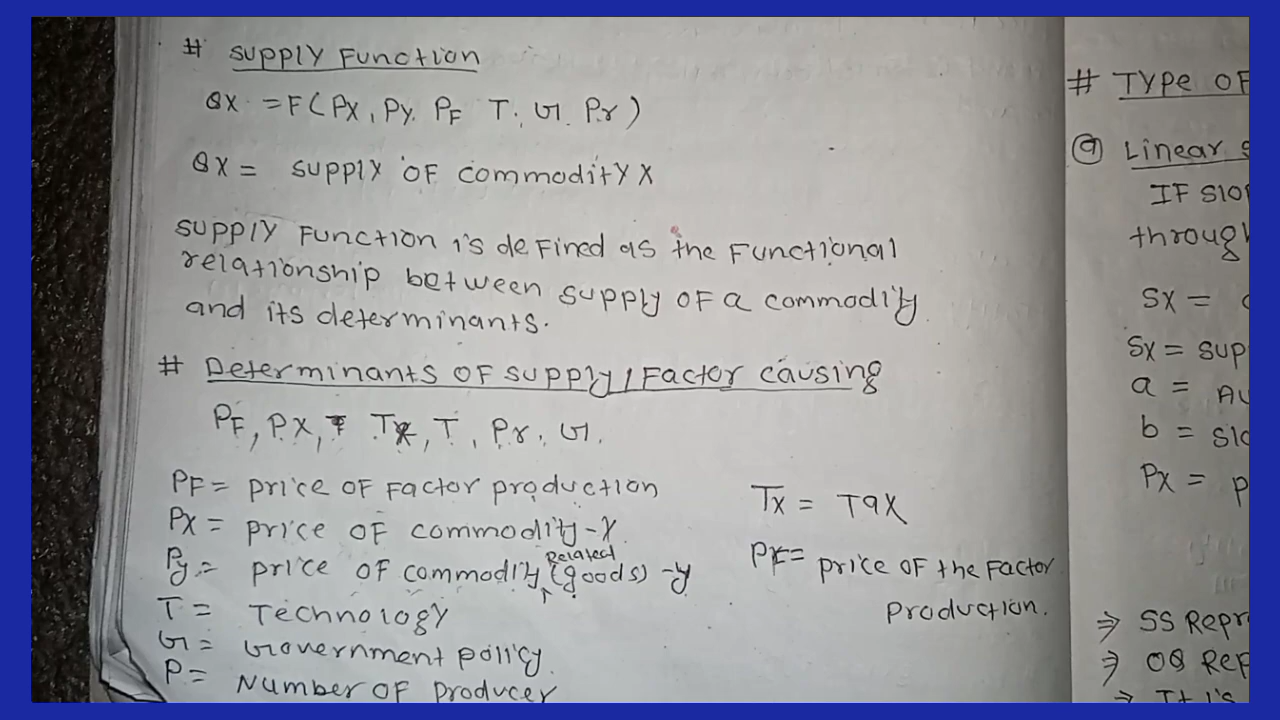 # Supply Function
QX = F(PX, Py. PF T. G. Pr)
QX = supply of commodity X
Supply Function is defined as the Functional
relationship between supply of a commodity
and its determinants.
# Determinants of supply / Factor causing
PF, PX, Tx, T, Pr. G.
PF = price of Factor production
PX = price of commodity-X.
Related
Py = price of commodity (goods) -y
T = Technology
G = Government policy.
P = Number of producer
Tx = Tax
PF = price of the Factor
production.
# Type of
a Linear s
IF slo
throug
SX =
SX = sup
a = Au
b = slo
PX = p
⇒ SS Repr
⇒ OQ Rep
⇒ It is